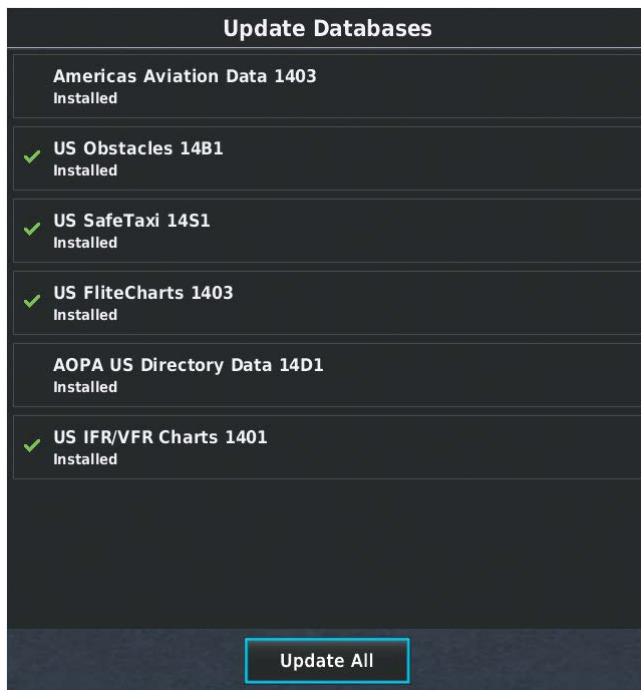 Update Databases
Americas Aviation Data 1403
Installed
US Obstacles 14B1
Installed
US SafeTaxi 14S1
Installed
US FliteCharts 1403
Installed
AOPA US Directory Data 14D1
Installed
US IFR/VFR Charts 1401
Installed
Update All